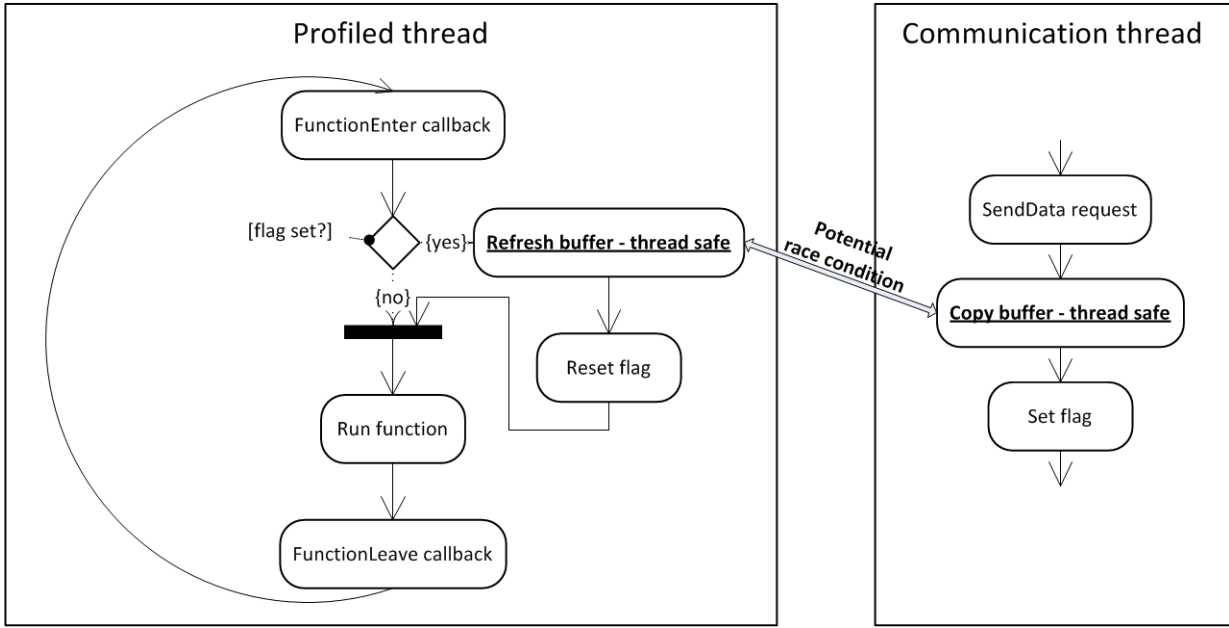 Profiled thread
FunctionEnter callback
[flag set?]
{yes}
Refresh buffer - thread safe
{no}
Reset flag
Run function
FunctionLeave callback
Potential
race condition
Communication thread
SendData request
Copy buffer - thread safe
Set flag